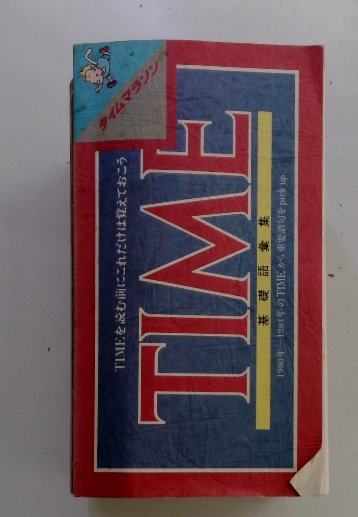 タイムマラソン
TIMEを読む前にこれだけは覚えておこう
TIME
基礎語彙集
1980年～1981年のTIMEから重要語句をpick up